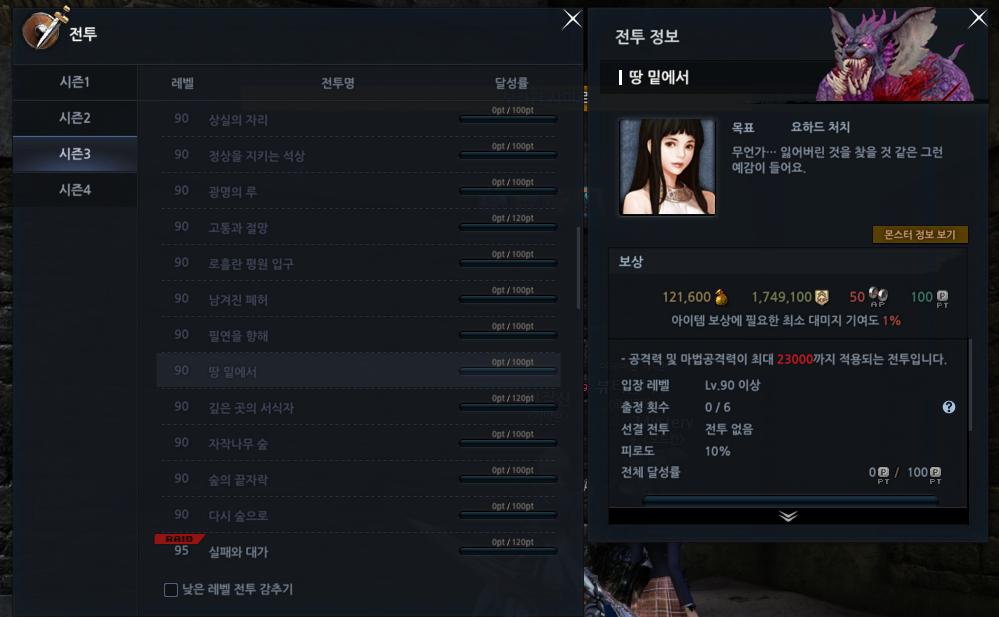 전투
시즌1
시즌2
시즌3
시즌4
레벨 전투명 달성률
90 상실의 자리 0pt / 100pt
90 정상을 지키는 석상 0pt / 100pt
90 광명의 루 0pt / 100pt
90 고통과 절망 0pt / 120pt
90 로흘란 평원 입구 0pt / 100pt
90 남겨진 폐허 0pt / 100pt
90 필연을 향해 0pt / 100pt
90 땅 밑에서 0pt / 100pt
90 깊은 곳의 서식자 0pt / 120pt
90 자작나무 숲 0pt / 100pt
90 숲의 끝자락 0pt / 100pt
90 다시 숲으로 0pt / 100pt
RAID
95 실패와 대가 0pt / 120pt
낮은 레벨 전투 감추기
전투 정보
땅 밑에서
목표 요하드 처치
무언가… 잃어버린 것을 찾을 것 같은 그런
예감이 들어요.
몬스터 정보 보기
보상
121,600 1,749,100 50 AP 100 P PT
아이템 보상에 필요한 최소 대미지 기여도 1%
- 공격력 및 마법공격력이 최대 23000까지 적용되는 전투입니다.
입장 레벨 Lv.90 이상
출정 횟수 0 / 6 ?
선결 전투 전투 없음
피로도 10%
전체 달성률 0 P PT / 100 P PT